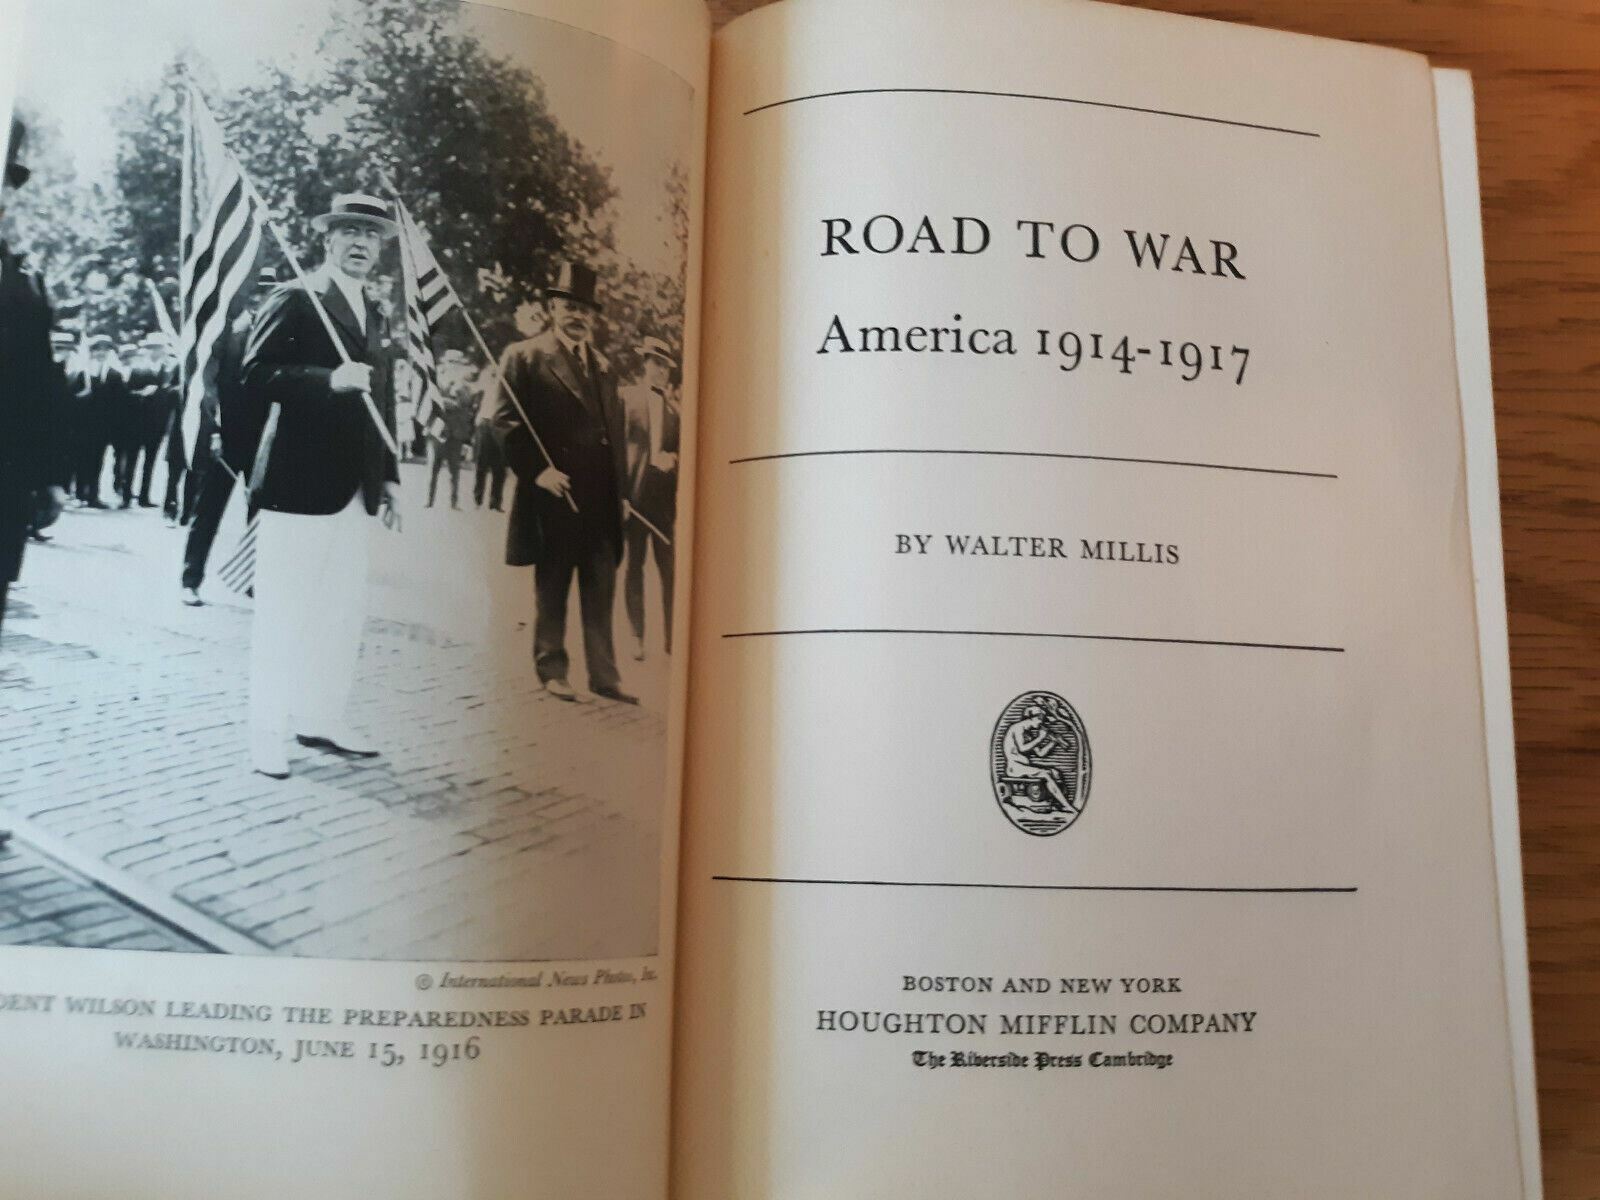 © International News Photos, Inc.
DENT WILSON LEADING THE PREPAREDNESS PARADE IN
WASHINGTON, JUNE 15, 1916
ROAD TO WAR
America 1914-1917
BY WALTER MILLIS
BOSTON AND NEW YORK
HOUGHTON MIFFLIN COMPANY
The Riverside Press Cambridge